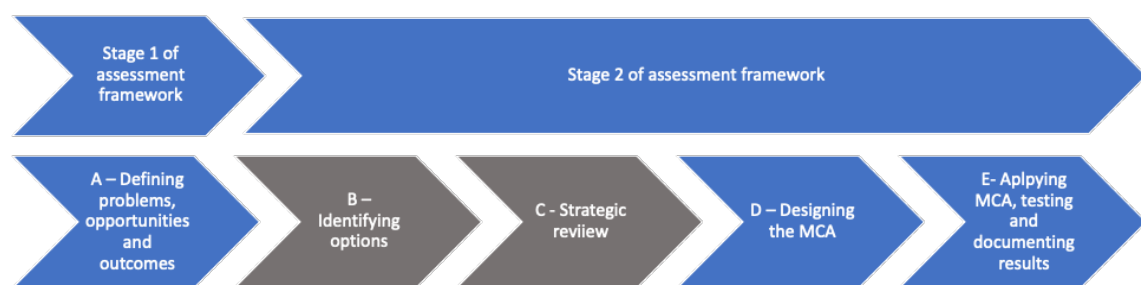 Stage 1 of
assessment
framework
Stage 2 of assessment framework
A – Defining
problems,
opportunities
and
outcomes
B –
Identifying
options
C - Strategic
reviiew
D – Designing
the MCA
E- Aplpying
MCA, testing
and
documenting
results